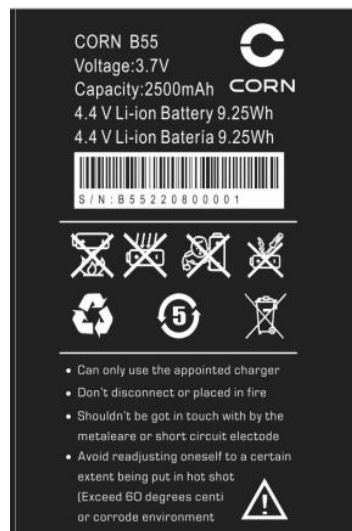 CORN B55
Voltage:3.7V
Capacity:2500mAh
CORN
4.4 V Li-ion Battery 9.25Wh
4.4 V Li-ion Batería 9.25Wh
S/N:B55220800001
5
• Can only use the appointed charger
• Don't disconnect or placed in fire
• Shouldn't be got in touch with by the
metaleare or short circuit electode
• Avoid readjusting oneself to a certain
extent being put in hot shot
(Exceed 60 degrees centi
or corrode environment